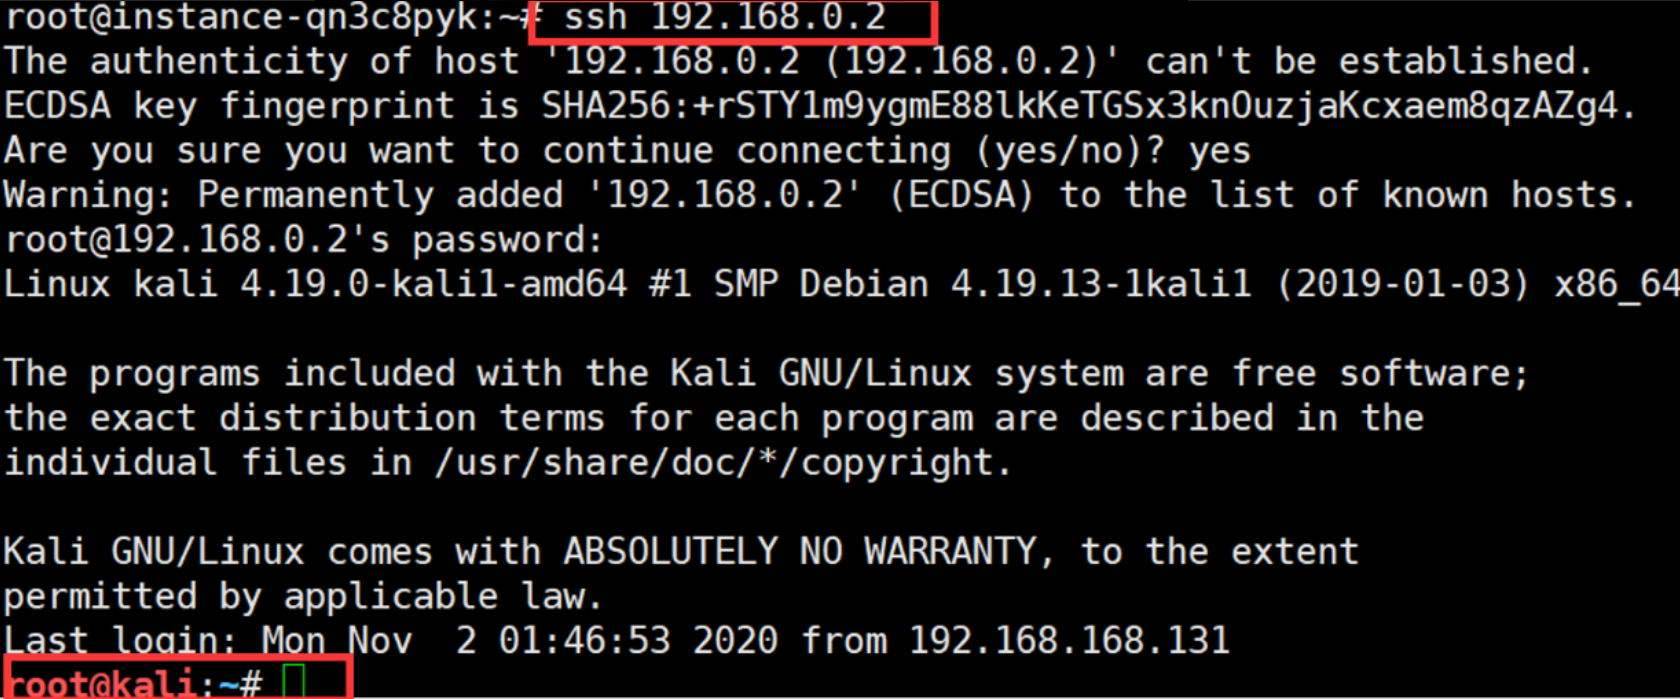 root@instance-qn3c8pyk:~# ssh 192.168.0.2
The authenticity of host '192.168.0.2 (192.168.0.2)' can't be established.
ECDSA key fingerprint is SHA256:+rSTY1m9ygmE88lkKeTGSx3knOuzjaKcxaem8qzAZg4.
Are you sure you want to continue connecting (yes/no)? yes
Warning: Permanently added '192.168.0.2' (ECDSA) to the list of known hosts.
root@192.168.0.2's password:
Linux kali 4.19.0-kali1-amd64 #1 SMP Debian 4.19.13-1kali1 (2019-01-03) x86_64
The programs included with the Kali GNU/Linux system are free software;
the exact distribution terms for each program are described in the
individual files in /usr/share/doc/*/copyright.
Kali GNU/Linux comes with ABSOLUTELY NO WARRANTY, to the extent
permitted by applicable law.
Last login: Mon Nov  2 01:46:53 2020 from 192.168.168.131
root@kali:~#